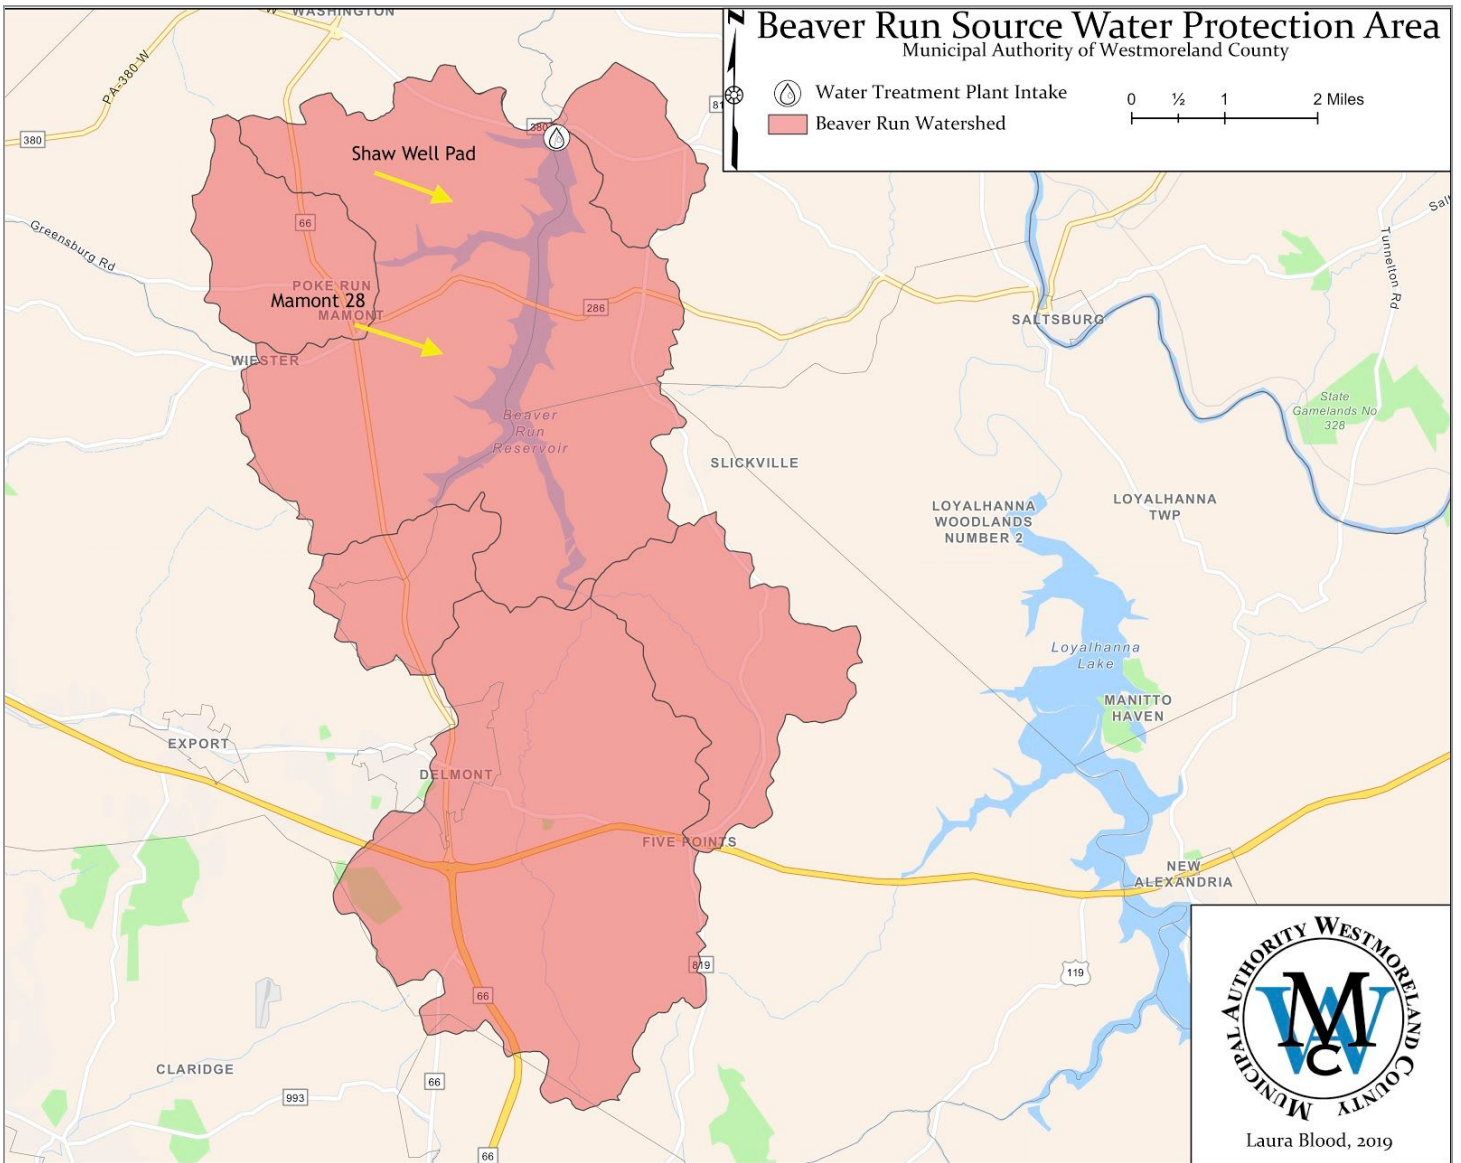 W WASHINGTON
PA-380-W
380
Greensburg Rd
Shaw Well Pad
380
66
POKE RUN
Mamont 28
MAMONT
WIESTER
286
Beaver
Run
Reservoir
Z
Beaver Run Source Water Protection Area
Municipal Authority of Westmoreland County
Water Treatment Plant Intake
Beaver Run Watershed
0 ½ 1 2 Miles
81
Salt
Tunnelton Rd
SALTSBURG
State
Gamelands No
328
SLICKVILLE
LOYALHANNA
WOODLANDS
NUMBER 2
LOYALHANNA
TWP
Loyalhanna
Lake
MANITTO
HAVEN
EXPORT
DELMONT
FIVE POINTS
NEW
ALEXANDRIA
819
119
66
CLARIDGE
993
66
66
MUNICIPAL AUTHORITY WESTMORELAND COUNTY
MAWC
Laura Blood, 2019